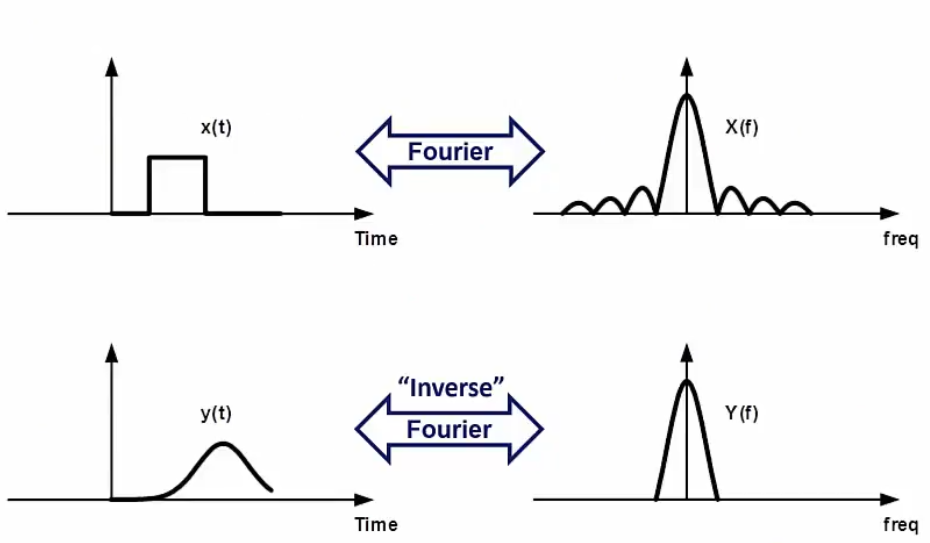 x(t)
Fourier
X(f)
Time
freq
“Inverse”
y(t)
Fourier
Y(f)
Time
freq